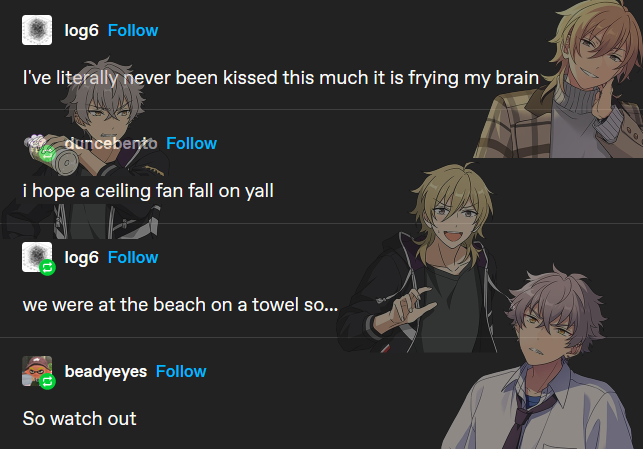 log6 Follow
I've literally never been kissed this much it is frying my brain
duncebento Follow
i hope a ceiling fan fall on yall
log6 Follow
we were at the beach on a towel so...
beadyeyes Follow
So watch out